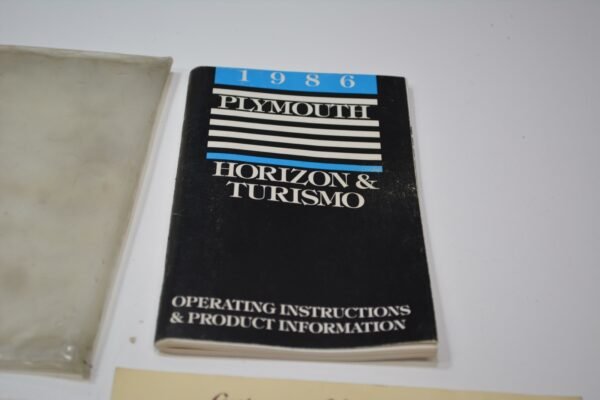 1986
PLYMOUTH
HORIZON &
TURISMO
OPERATING INSTRUCTIONS
& PRODUCT INFORMATION